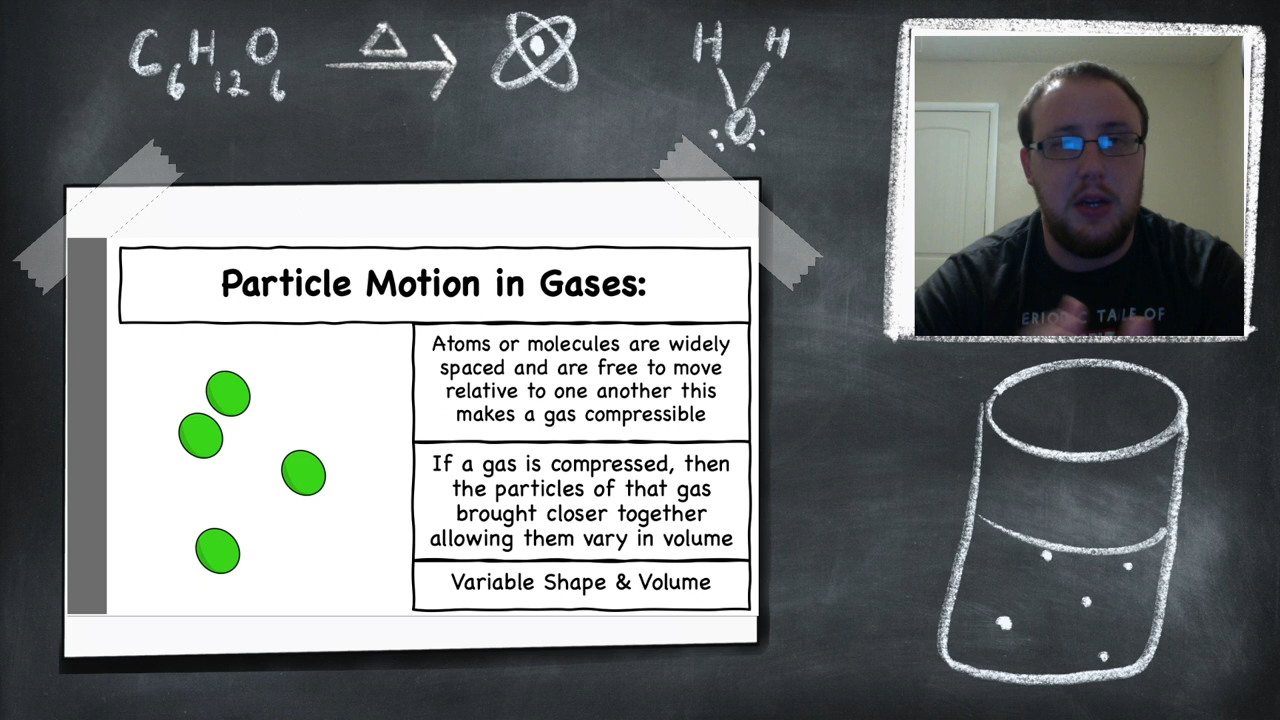 C6H12O6 Δ →
H H
O
Particle Motion in Gases:
Atoms or molecules are widely
spaced and are free to move
relative to one another this
makes a gas compressible
If a gas is compressed, then
the particles of that gas
brought closer together
allowing them vary in volume
Variable Shape & Volume
TALE OF